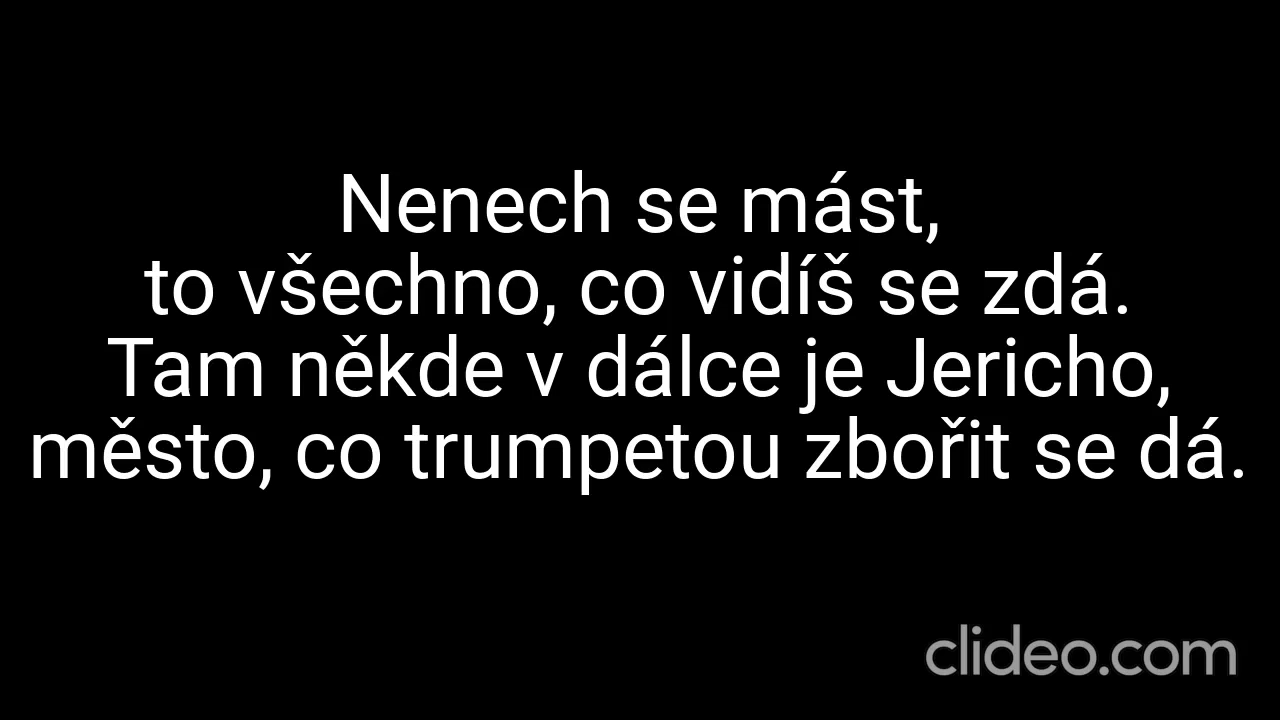 Nenech se mást,
to všechno, co vidíš se zdá.
Tam někde v dálce je Jericho,
město, co trumpetou zbořit se dá.
clideo.com